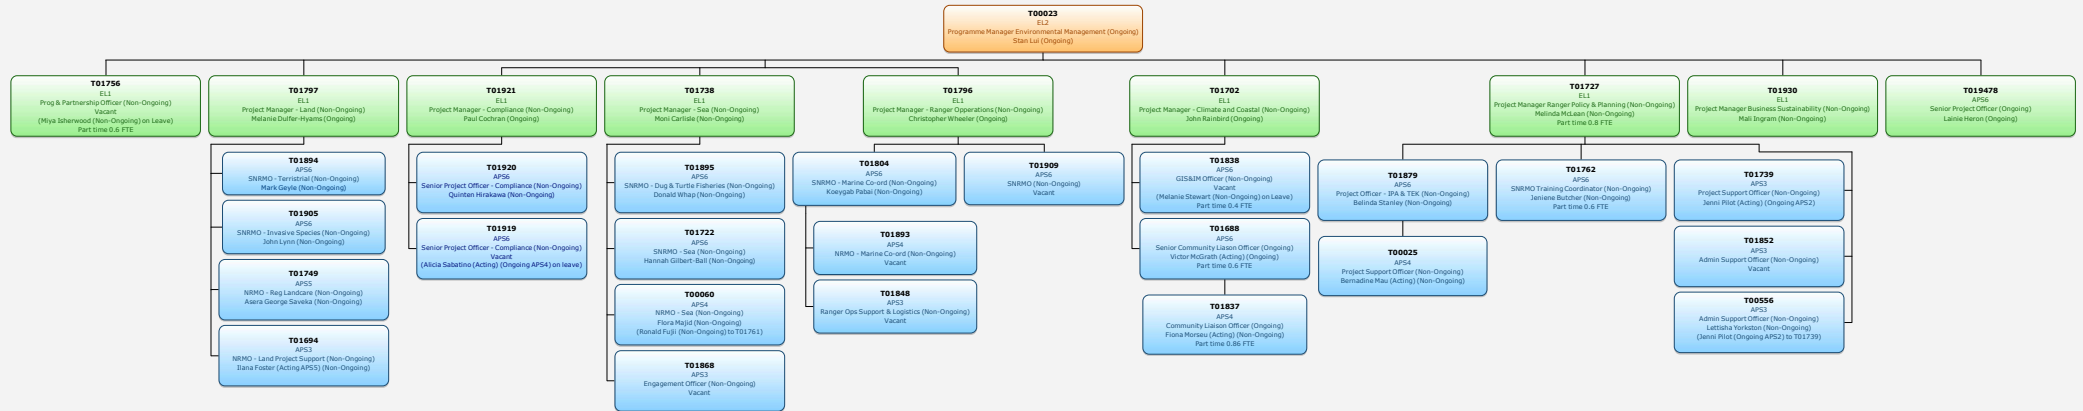 T00023
EL2
Programme Manager Environmental Management (Ongoing)
Stan Lui (Ongoing)
T01756
EL1
Prog & Partnership Officer (Non-Ongoing)
Vacant
(Miya Isherwood (Non-Ongoing) on Leave)
Part time 0.6 FTE
T01797
EL1
Project Manager - Land (Non-Ongoing)
Melanie Dulfer-Hyams (Ongoing)
T01921
EL1
Project Manager - Compliance (Non-Ongoing)
Paul Cochran (Ongoing)
T01738
EL1
Project Manager - Sea (Non-Ongoing)
Moni Carlisle (Non-Ongoing)
T01796
EL1
Project Manager - Ranger Opperations (Non-Ongoing)
Christopher Wheeler (Ongoing)
T01702
EL1
Project Manager - Climate and Coastal (Non-Ongoing)
John Rainbird (Ongoing)
T01727
EL1
Project Manager Ranger Policy & Planning (Non-Ongoing)
Melinda McLean (Non-Ongoing)
Part time 0.8 FTE
T01930
EL1
Project Manager Business Sustainability (Non-Ongoing)
Mali Ingram (Non-Ongoing)
T019478
APS6
Senior Project Officer (Ongoing)
Lainie Heron (Ongoing)
T01894
APS6
SNRMO - Terristrial (Non-Ongoing)
Mark Geyle (Non-Ongoing)
T01905
APS6
SNRMO - Invasive Species (Non-Ongoing)
John Lynn (Non-Ongoing)
T01749
APS5
NRMO - Reg Landcare (Non-Ongoing)
Asera George Saveka (Non-Ongoing)
T01694
APS3
NRMO - Land Project Support (Non-Ongoing)
Ilana Foster (Acting APS5) (Non-Ongoing)
T01920
APS6
Senior Project Officer - Compliance (Non-Ongoing)
Quinten Hirakawa (Non-Ongoing)
T01919
APS6
Senior Project Officer - Compliance (Non-Ongoing)
Vacant
(Alicia Sabatino (Acting) (Ongoing APS4) on leave)
T01895
APS6
SNRMO - Dug & Turtle Fisheries (Non-Ongoing)
Donald Whap (Non-Ongoing)
T01722
APS6
SNRMO - Sea (Non-Ongoing)
Hannah Gilbert-Ball (Non-Ongoing)
T00060
APS4
NRMO - Sea (Non-Ongoing)
Flora Majid (Non-Ongoing)
(Ronald Fujii (Non-Ongoing) to T01761)
T01868
APS3
Engagement Officer (Non-Ongoing)
Vacant
T01804
APS6
SNRMO - Marine Co-ord (Non-Ongoing)
Koeygab Pabai (Non-Ongoing)
T01909
APS6
SNRMO (Non-Ongoing)
Vacant
T01893
APS4
NRMO - Marine Co-ord (Non-Ongoing)
Vacant
T01848
APS3
Ranger Ops Support & Logistics (Non-Ongoing)
Vacant
T01838
APS6
GIS&IM Officer (Non-Ongoing)
Vacant
(Melanie Stewart (Non-Ongoing) on Leave)
Part time 0.4 FTE
T01688
APS6
Senior Community Liason Officer (Ongoing)
Victor McGrath (Acting) (Ongoing)
Part time 0.6 FTE
T01837
APS4
Community Liaison Officer (Ongoing)
Fiona Morseu (Acting) (Non-Ongoing)
Part time 0.86 FTE
T01879
APS6
Project Officer - IPA & TEK (Non-Ongoing)
Belinda Stanley (Non-Ongoing)
T00025
APS4
Project Support Officer (Non-Ongoing)
Bernadine Mau (Acting) (Non-Ongoing)
T01762
APS6
SNRMO Training Coordinator (Non-Ongoing)
Jeniene Butcher (Non-Ongoing)
Part time 0.6 FTE
T01739
APS3
Project Support Officer (Non-Ongoing)
Jenni Pilot (Acting) (Ongoing APS2)
T01852
APS3
Admin Support Officer (Non-Ongoing)
Vacant
T00556
APS3
Admin Support Officer (Non-Ongoing)
Lettisha Yorkston (Non-Ongoing)
(Jenni Pilot (Ongoing APS2) to T01739)